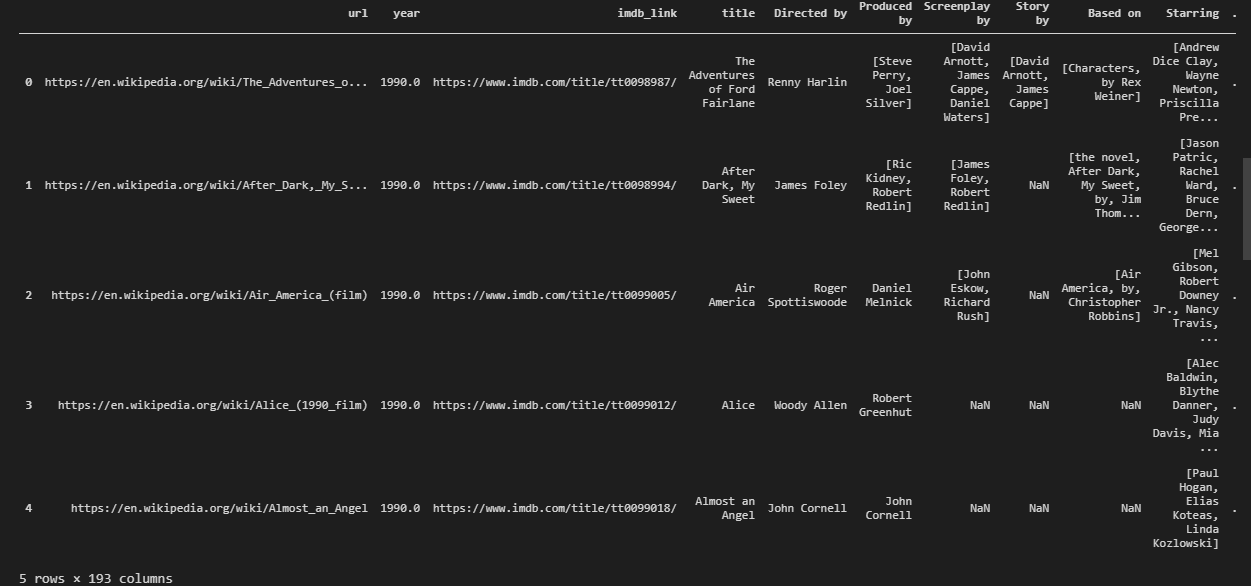 url year imdb_link title Directed by Produced by Screenplay by Story by Based on Starring .
0 https://en.wikipedia.org/wiki/The_Adventures_o... 1990.0 https://www.imdb.com/title/tt0098987/ The Adventures of Ford Fairlane Renny Harlin [Steve Perry, Joel Silver] [David Arnott, James Cappe, Daniel Waters] [David Arnott, James Cappe] [Characters, by Rex Weiner] [Andrew Dice Clay, Wayne Newton, Priscilla Pre... .
1 https://en.wikipedia.org/wiki/After_Dark,_My_S... 1990.0 https://www.imdb.com/title/tt0098994/ After Dark, My Sweet James Foley [Ric Kidney, Robert Redlin] [James Foley, Robert Redlin] NaN [the novel, After Dark, My Sweet, by, Jim Thom... [Jason Patric, Rachel Ward, Bruce Dern, George... .
2 https://en.wikipedia.org/wiki/Air_America_(film) 1990.0 https://www.imdb.com/title/tt0099005/ Air America Roger Spottiswoode Daniel Melnick [John Eskow, Richard Rush] NaN [Air America, by, Christopher Robbins] [Mel Gibson, Robert Downey Jr., Nancy Travis, ... .
3 https://en.wikipedia.org/wiki/Alice_(1990_film) 1990.0 https://www.imdb.com/title/tt0099012/ Alice Woody Allen Robert Greenhut NaN NaN NaN [Alec Baldwin, Blythe Danner, Judy Davis, Mia ... .
4 https://en.wikipedia.org/wiki/Almost_an_Angel 1990.0 https://www.imdb.com/title/tt0099018/ Almost an Angel John Cornell John Cornell NaN NaN NaN [Paul Hogan, Elias Koteas, Linda Kozlowski] .
5 rows × 193 columns